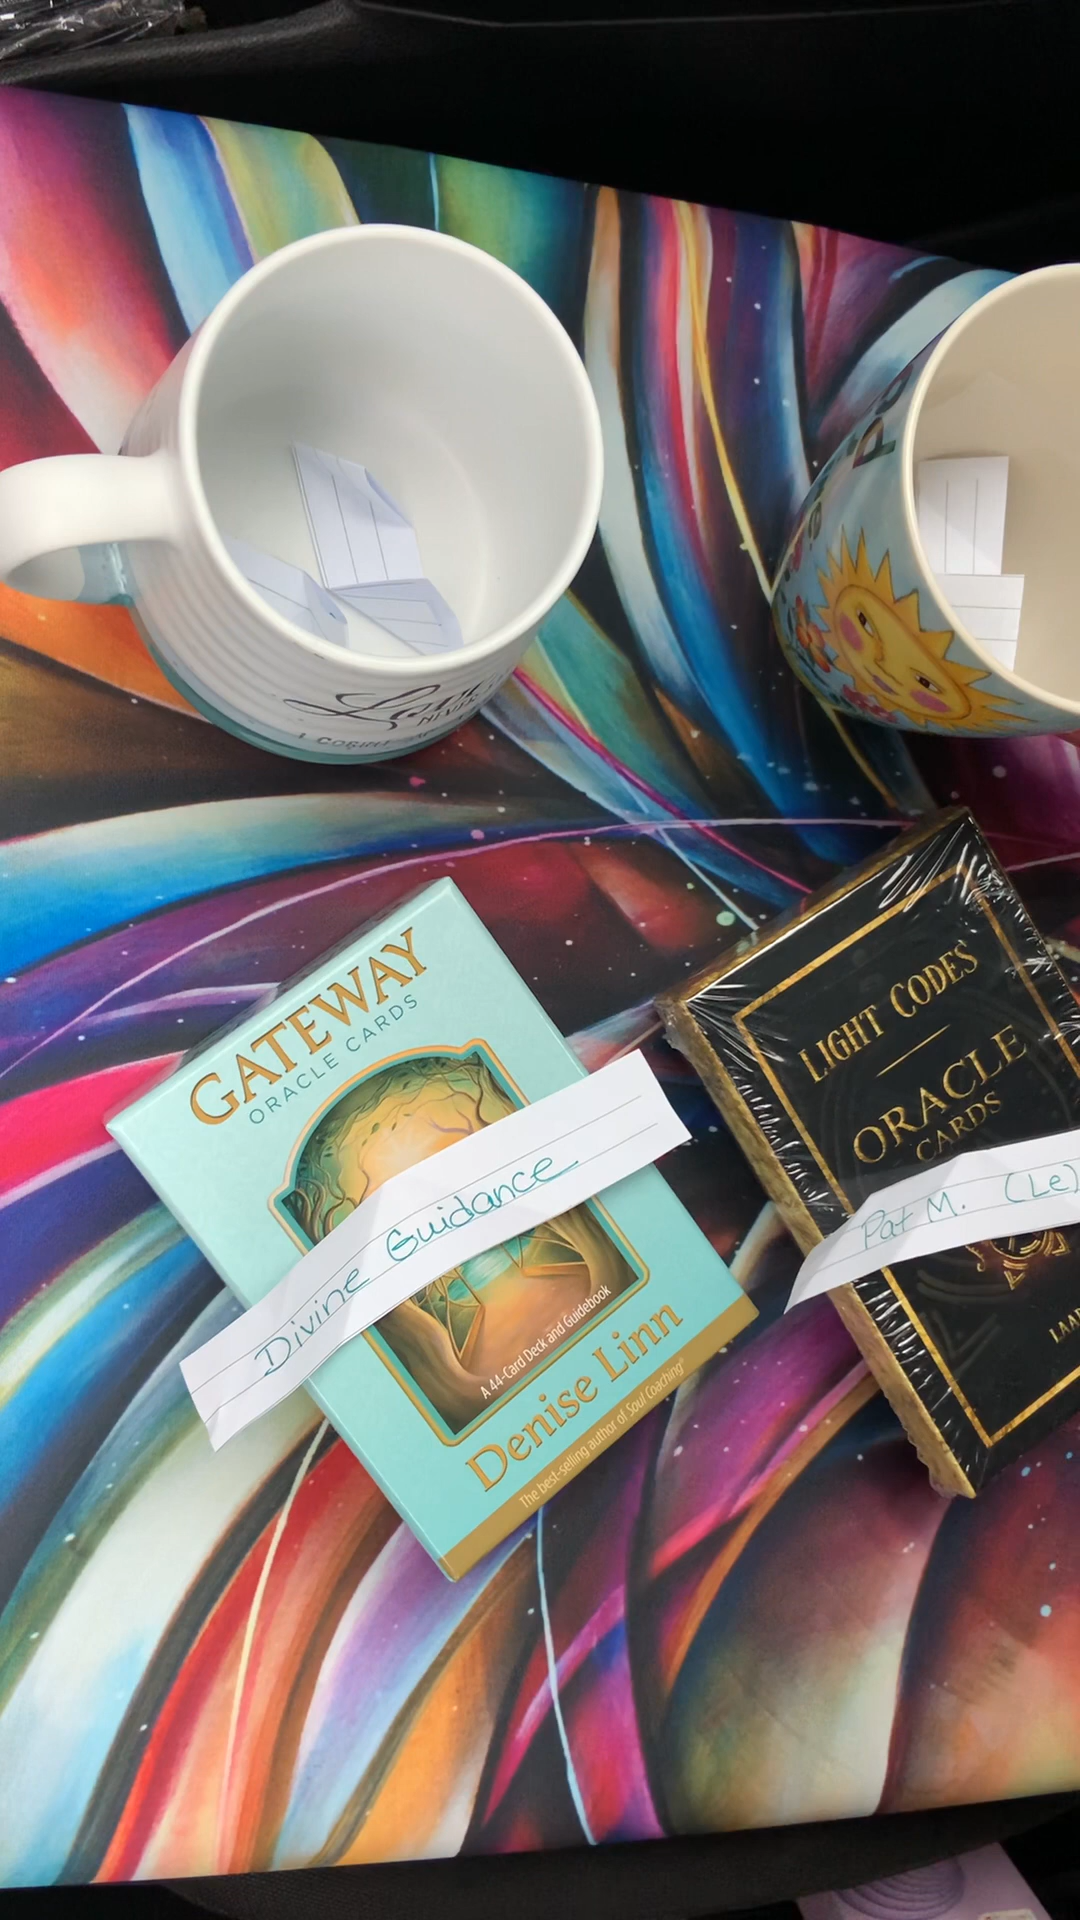 GATEWAY
ORACLE CARDS
Divine Guidance
A 44-Card Deck and Guidebook
Denise Linn
The best-selling author of Soul Coaching®
LIGHT CODES
ORACLE
CARDS
Pat M. (Le)